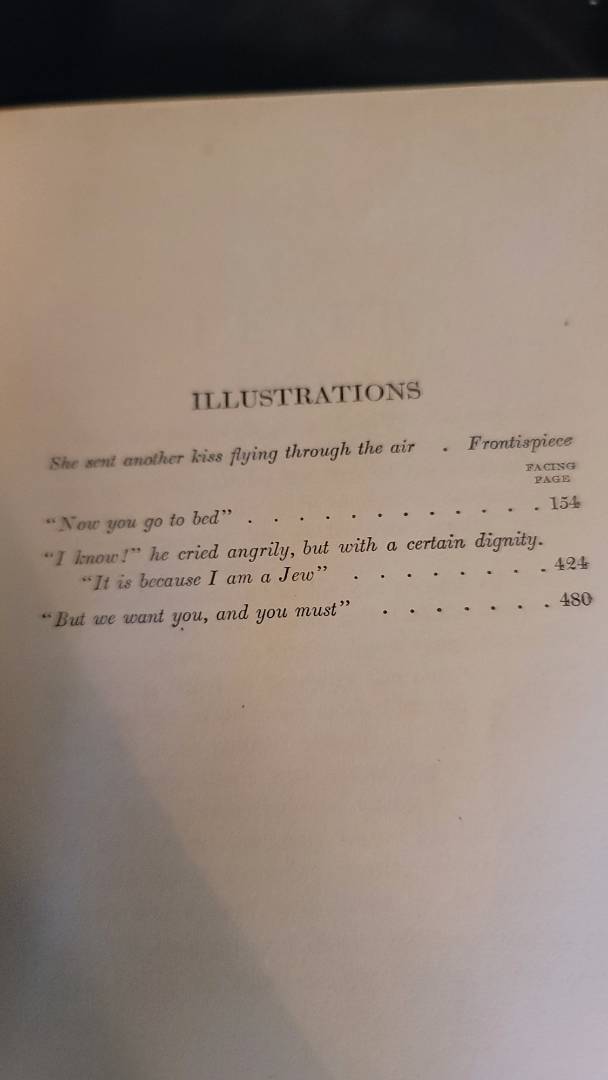 ILLUSTRATIONS
She sent another kiss flying through the air . Frontispiece
FACING
PAGE
“Now you go to bed” . . . . . . . . . . . . 154
“I know!” he cried angrily, but with a certain dignity.
“It is because I am a Jew” . . . . . . . . 424
“But we want you, and you must” . . . . . . . 480